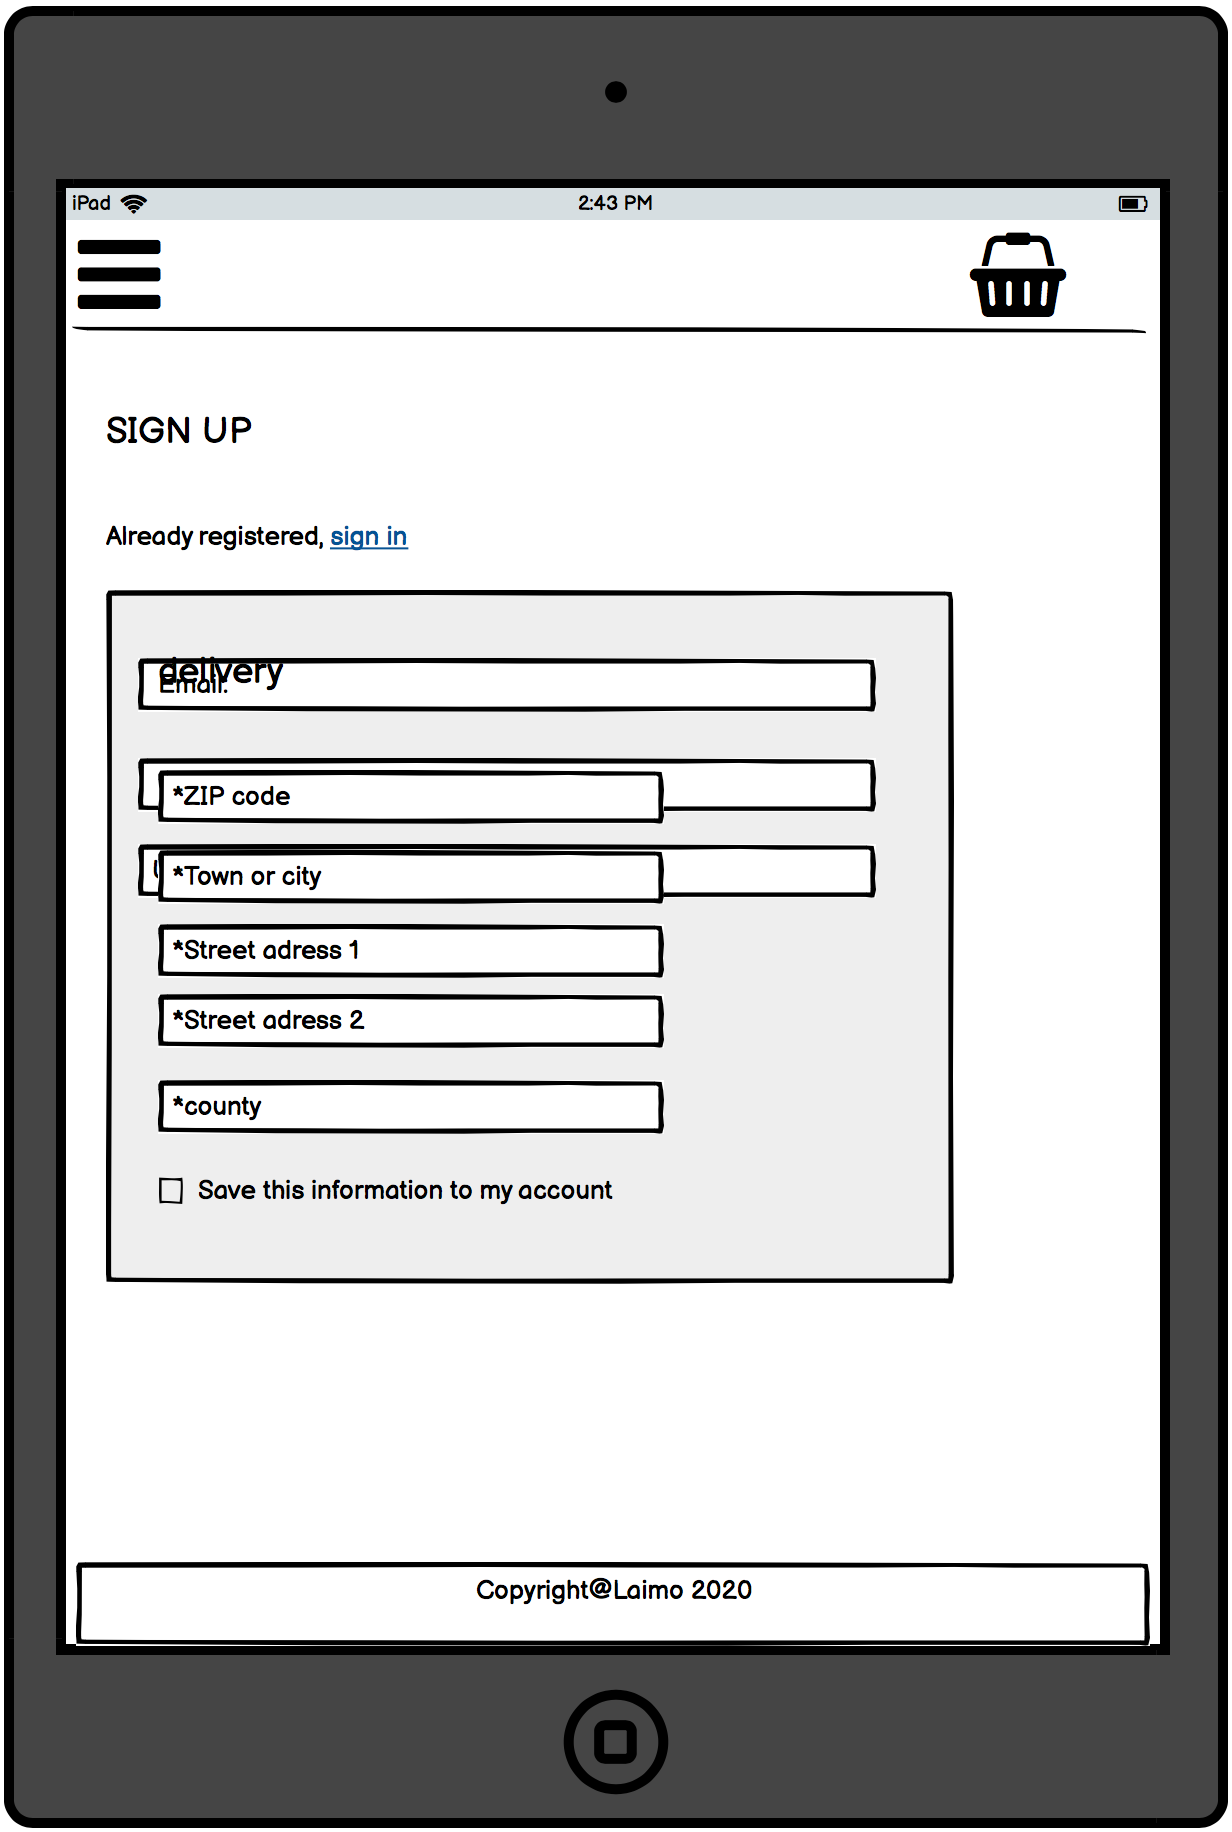 iPad 2:43 PM
SIGN UP
Already registered, sign in
delivery
Email:
*ZIP code
*Town or city
*Street adress 1
*Street adress 2
*county
Save this information to my account
Copyright@Laimo 2020